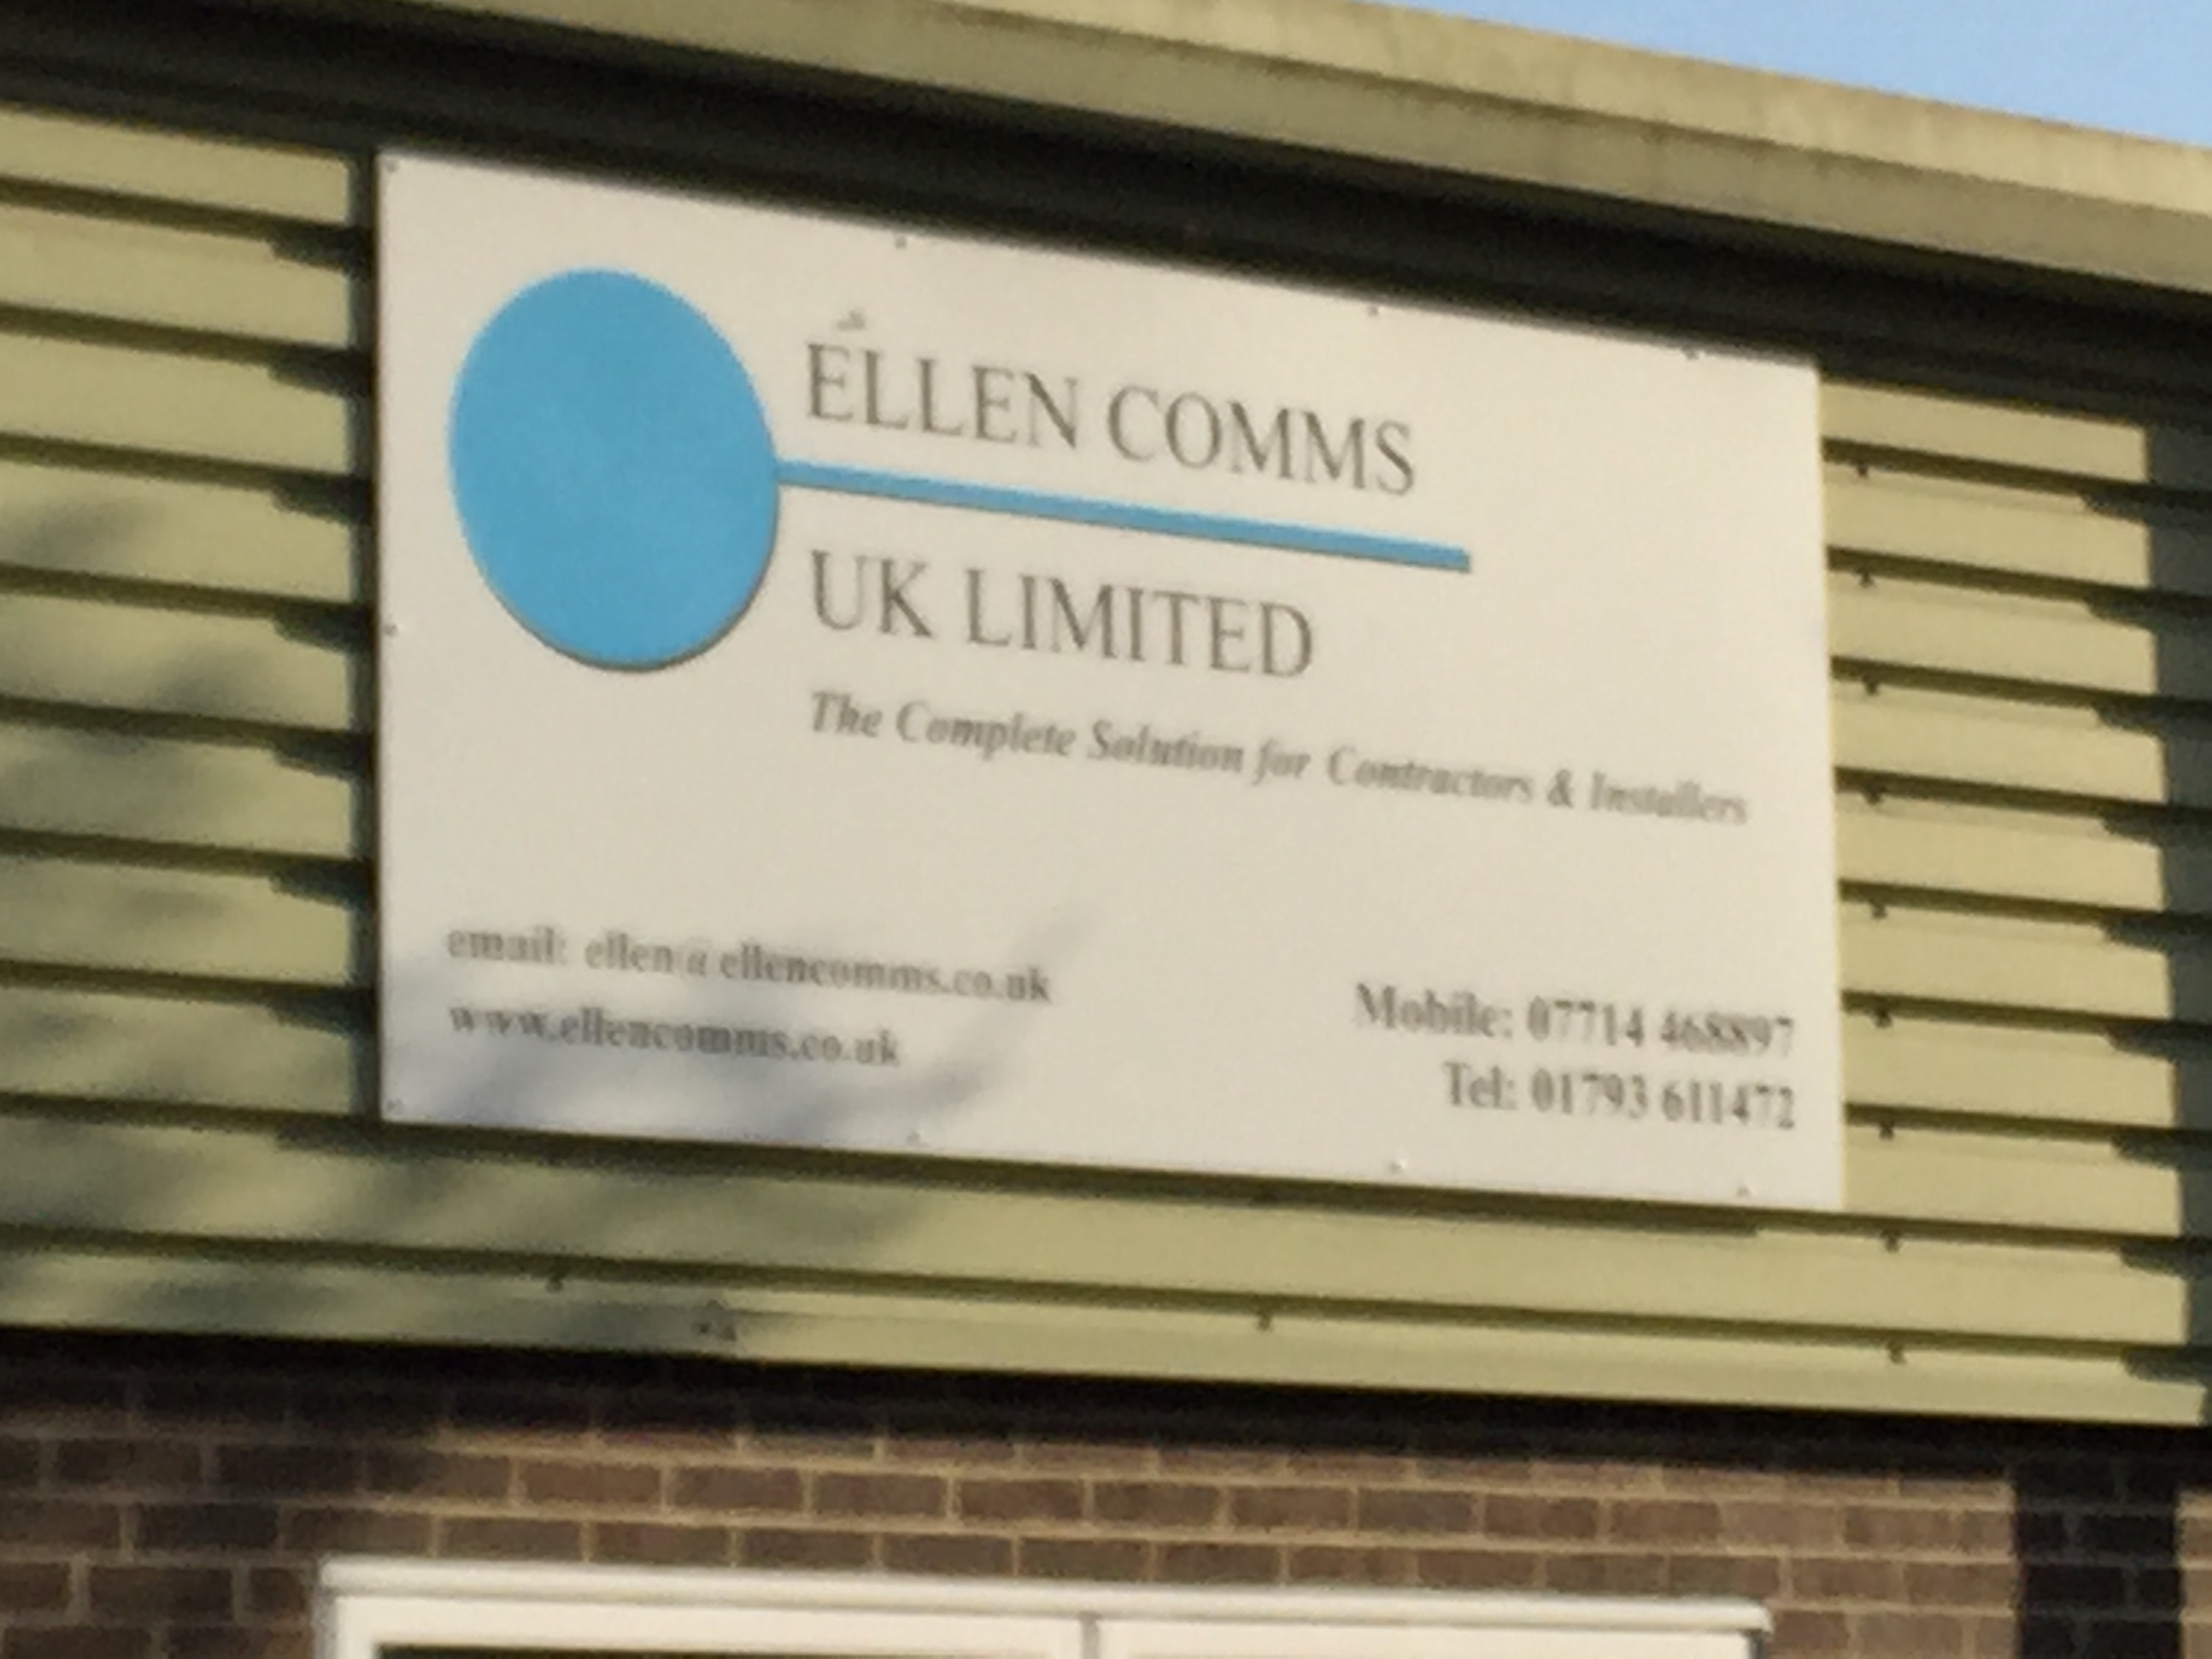 ELLEN COMMS
UK LIMITED
The Complete Solution for Contractors & Installers
email: ellen@ellencomms.co.uk
www.ellencomms.co.uk
Mobile: 07714 468897
Tel: 01793 611472